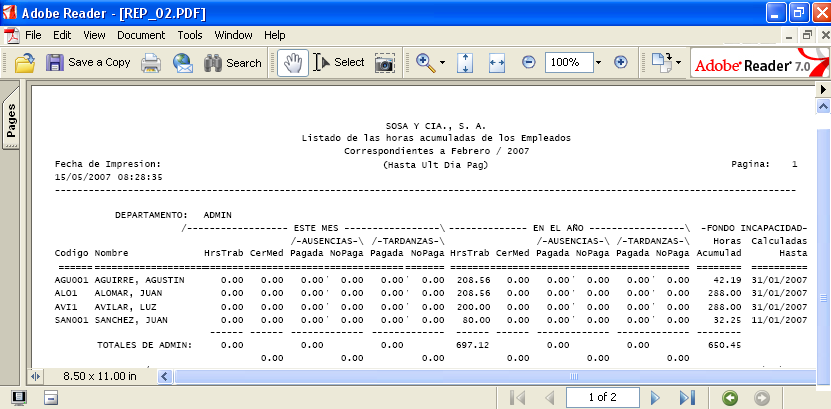 Adobe Reader - [REP_02.PDF]
File Edit View Document Tools Window Help
Save a Copy Search Select 100% Adobe Reader 7.0
Pages
SOSA Y CIA., S. A.
Listado de las horas acumuladas de los Empleados
Correspondientes a Febrero / 2007
Fecha de Impresion: (Hasta Ult Dia Pag) Pagina: 1
15/05/2007 08:28:35
DEPARTAMENTO: ADMIN
/------------------ ESTE MES -----------------\ -------------- EN EL AÑO -----------------\ -FONDO INCAPACIDAD-
/-AUSENCIAS-\ /-TARDANZAS-\ /-AUSENCIAS-\ /-TARDANZAS-\ Horas Calculadas
Codigo Nombre HrsTrab CerMed Pagada NoPaga Pagada NoPaga HrsTrab CerMed Pagada NoPaga Pagada NoPaga Acumulad Hasta
AGU001 AGUIRRE, AGUSTIN 0.00 0.00 0.00 0.00 0.00 0.00 208.56 0.00 0.00 0.00 0.00 0.00 42.19 31/01/2007
ALO1 ALOMAR, JUAN 0.00 0.00 0.00 0.00 0.00 0.00 208.56 0.00 0.00 0.00 0.00 0.00 288.00 31/01/2007
AVI1 AVILAR, LUZ 0.00 0.00 0.00 0.00 0.00 0.00 200.00 0.00 0.00 0.00 0.00 0.00 288.00 31/01/2007
SAN001 SANCHEZ, JUAN 0.00 0.00 0.00 0.00 0.00 0.00 80.00 0.00 0.00 0.00 0.00 0.00 32.25 11/01/2007
TOTALES DE ADMIN: 0.00 0.00 0.00 697.12 0.00 0.00 650.45
0.00 0.00 0.00 0.00 0.00 0.00
8.50 x 11.00 in
1 of 2